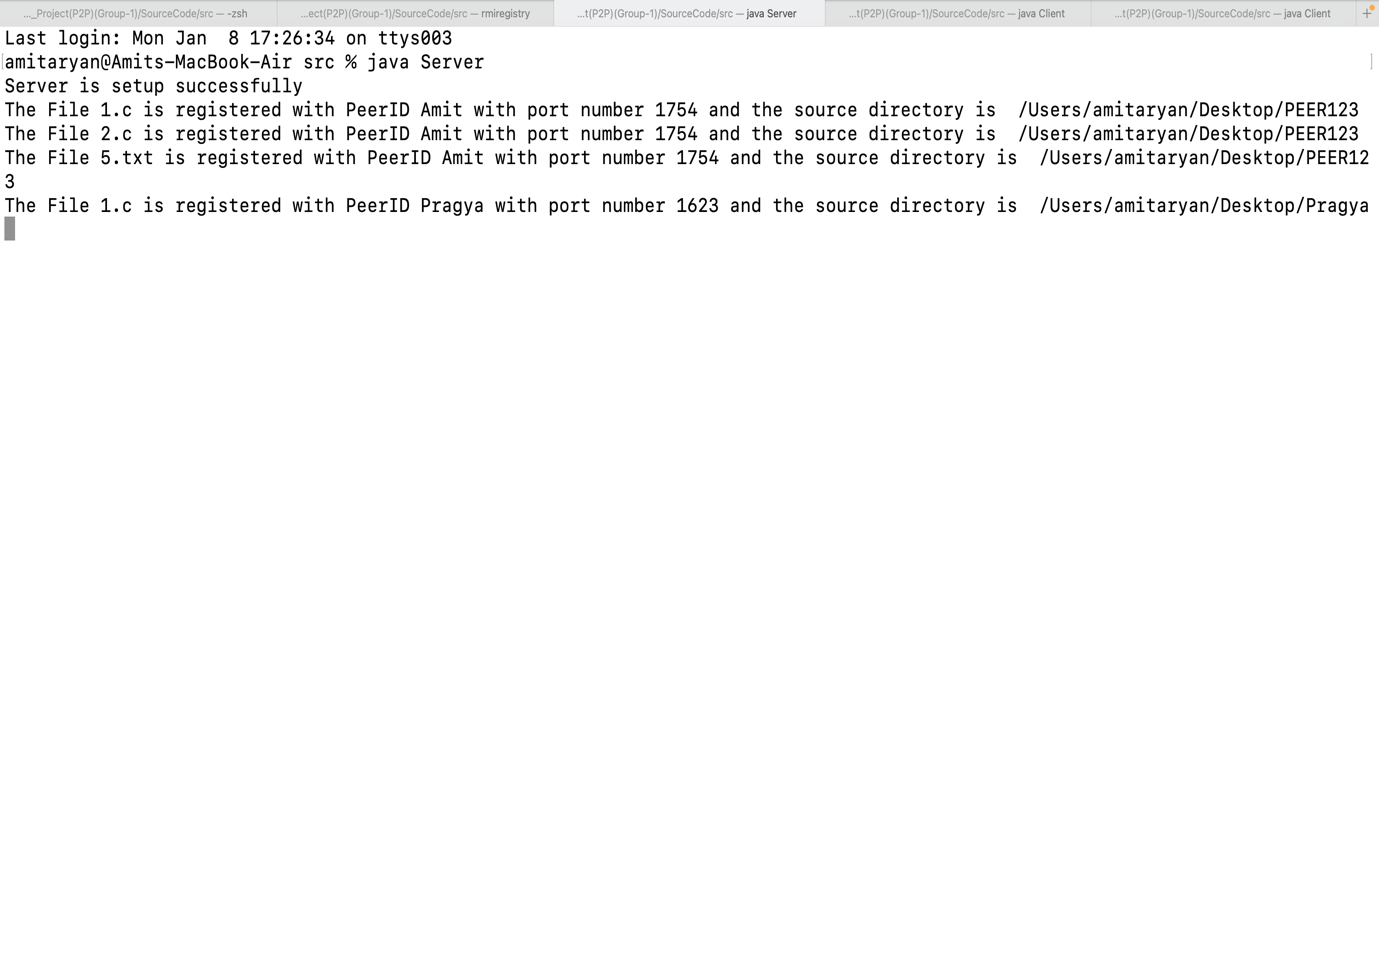 ..._Project(P2P)(Group-1)/SourceCode/src — -zsh
...ect(P2P)(Group-1)/SourceCode/src — rmiregistry
...t(P2P)(Group-1)/SourceCode/src — java Server
...t(P2P)(Group-1)/SourceCode/src — java Client
...t(P2P)(Group-1)/SourceCode/src — java Client
+
Last login: Mon Jan  8 17:26:34 on ttys003
[amitaryan@Amits-MacBook-Air src % java Server ]
Server is setup successfully
The File 1.c is registered with PeerID Amit with port number 1754 and the source directory is  /Users/amitaryan/Desktop/PEER123
The File 2.c is registered with PeerID Amit with port number 1754 and the source directory is  /Users/amitaryan/Desktop/PEER123
The File 5.txt is registered with PeerID Amit with port number 1754 and the source directory is  /Users/amitaryan/Desktop/PEER12
3
The File 1.c is registered with PeerID Pragya with port number 1623 and the source directory is  /Users/amitaryan/Desktop/Pragya